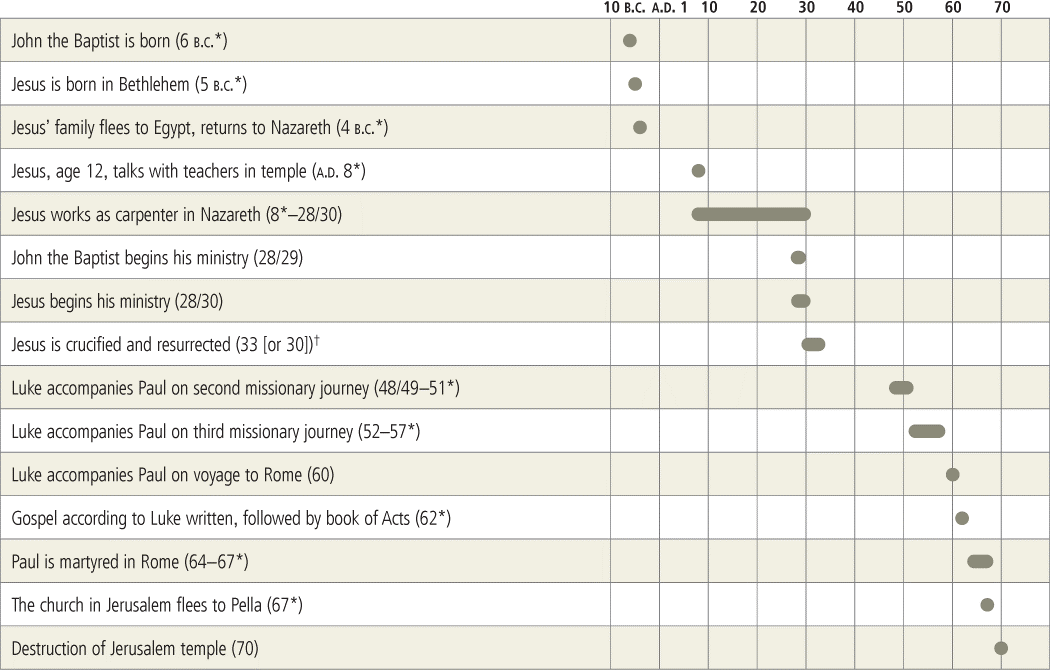 10 B.C. A.D. 1 10 20 30 40 50 60 70
John the Baptist is born (6 B.C.*)
Jesus is born in Bethlehem (5 B.C.*)
Jesus’ family flees to Egypt, returns to Nazareth (4 B.C.*)
Jesus, age 12, talks with teachers in temple (A.D. 8*)
Jesus works as carpenter in Nazareth (8*–28/30)
John the Baptist begins his ministry (28/29)
Jesus begins his ministry (28/30)
Jesus is crucified and resurrected (33 [or 30])†
Luke accompanies Paul on second missionary journey (48/49–51*)
Luke accompanies Paul on third missionary journey (52–57*)
Luke accompanies Paul on voyage to Rome (60)
Gospel according to Luke written, followed by book of Acts (62*)
Paul is martyred in Rome (64–67*)
The church in Jerusalem flees to Pella (67*)
Destruction of Jerusalem temple (70)